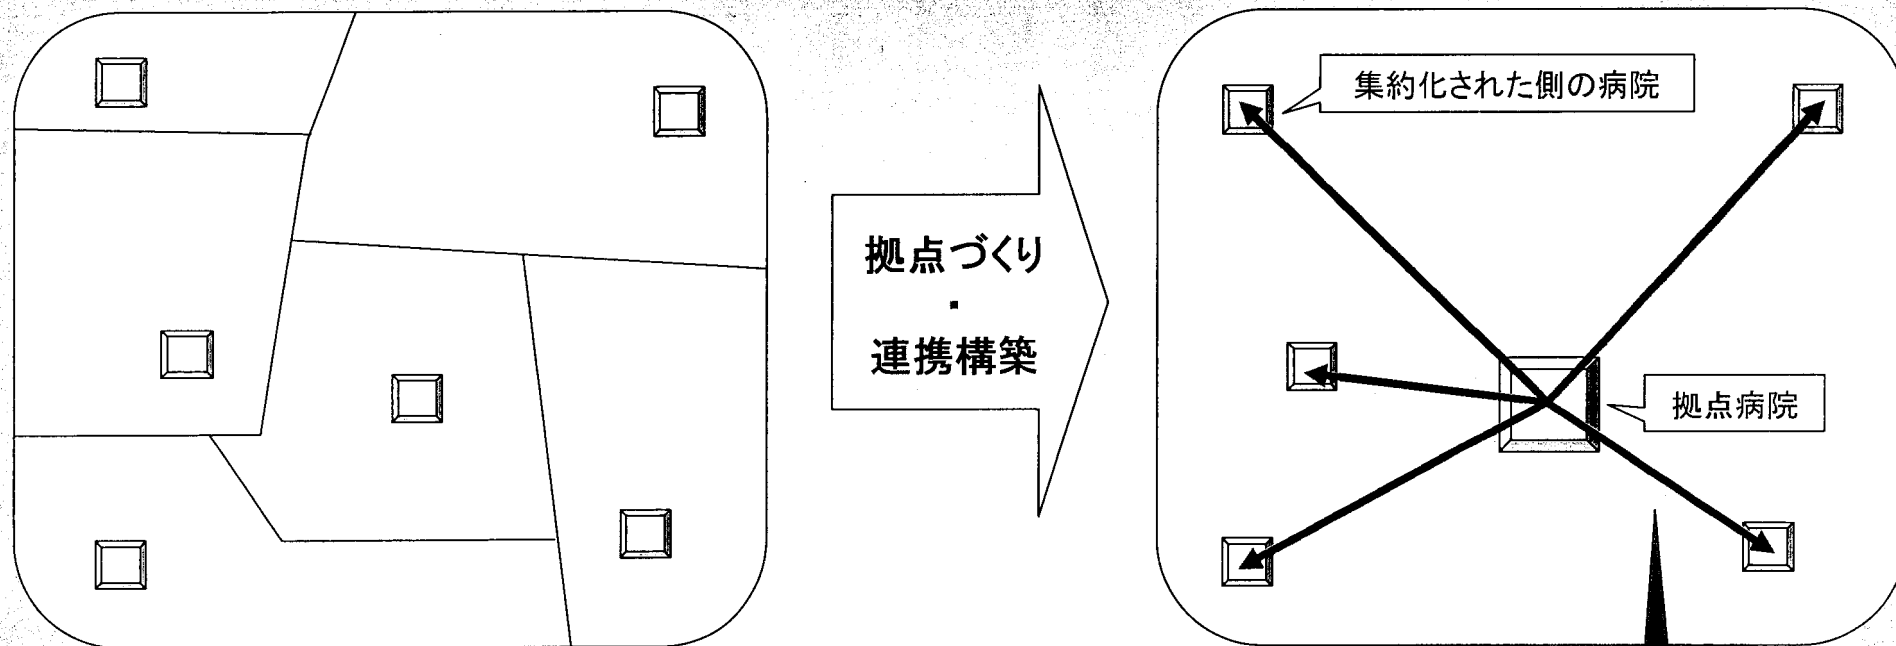 集約化された側の病院
拠点づくり
・
連携構築
拠点病院